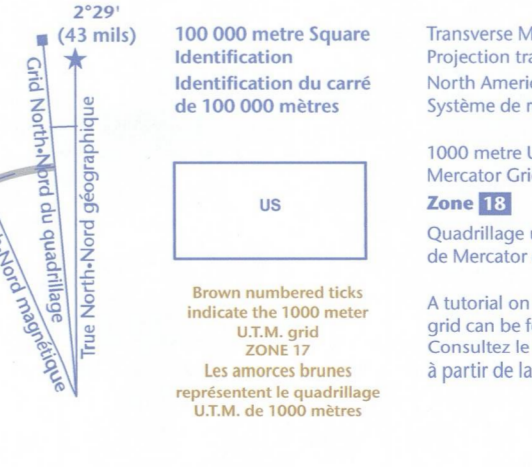 2°29'
(43 mils)
Grid North•Nord du quadrillage
True North•Nord géographique
Nord magnétique
100 000 metre Square
Identification
Identification du carré
de 100 000 mètres
US
Brown numbered ticks
indicate the 1000 meter
U.T.M. grid
ZONE 17
Les amorces brunes
représentent le quadrillage
U.T.M. de 1000 mètres
Transverse M
Projection tra
North Ameri
Système de r
1000 metre U
Mercator Gri
Zone 18
Quadrillage u
de Mercator
A tutorial on
grid can be f
Consultez le
à partir de la